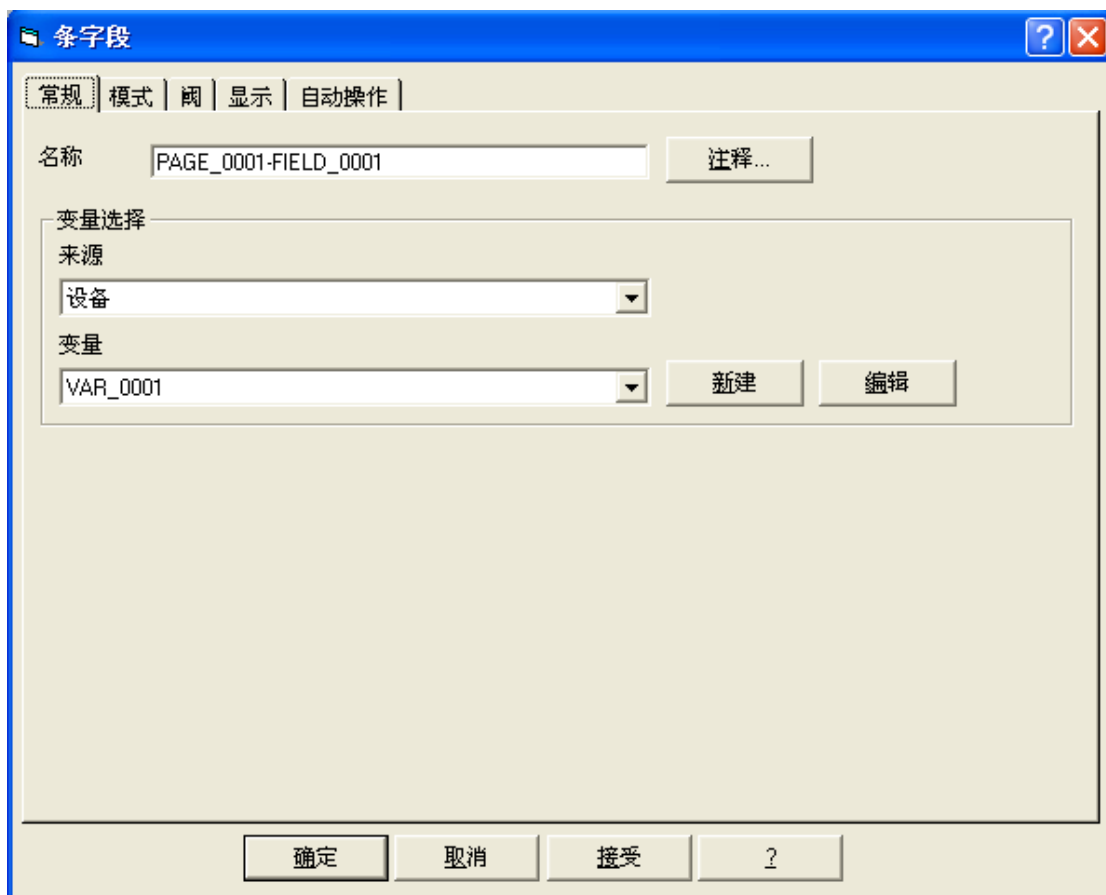 条字段
常规 模式 阈 显示 自动操作
名称 PAGE_0001-FIELD_0001 注释...
变量选择
来源
设备
变量
VAR_0001 新建 编辑
确定 取消 接受 ?